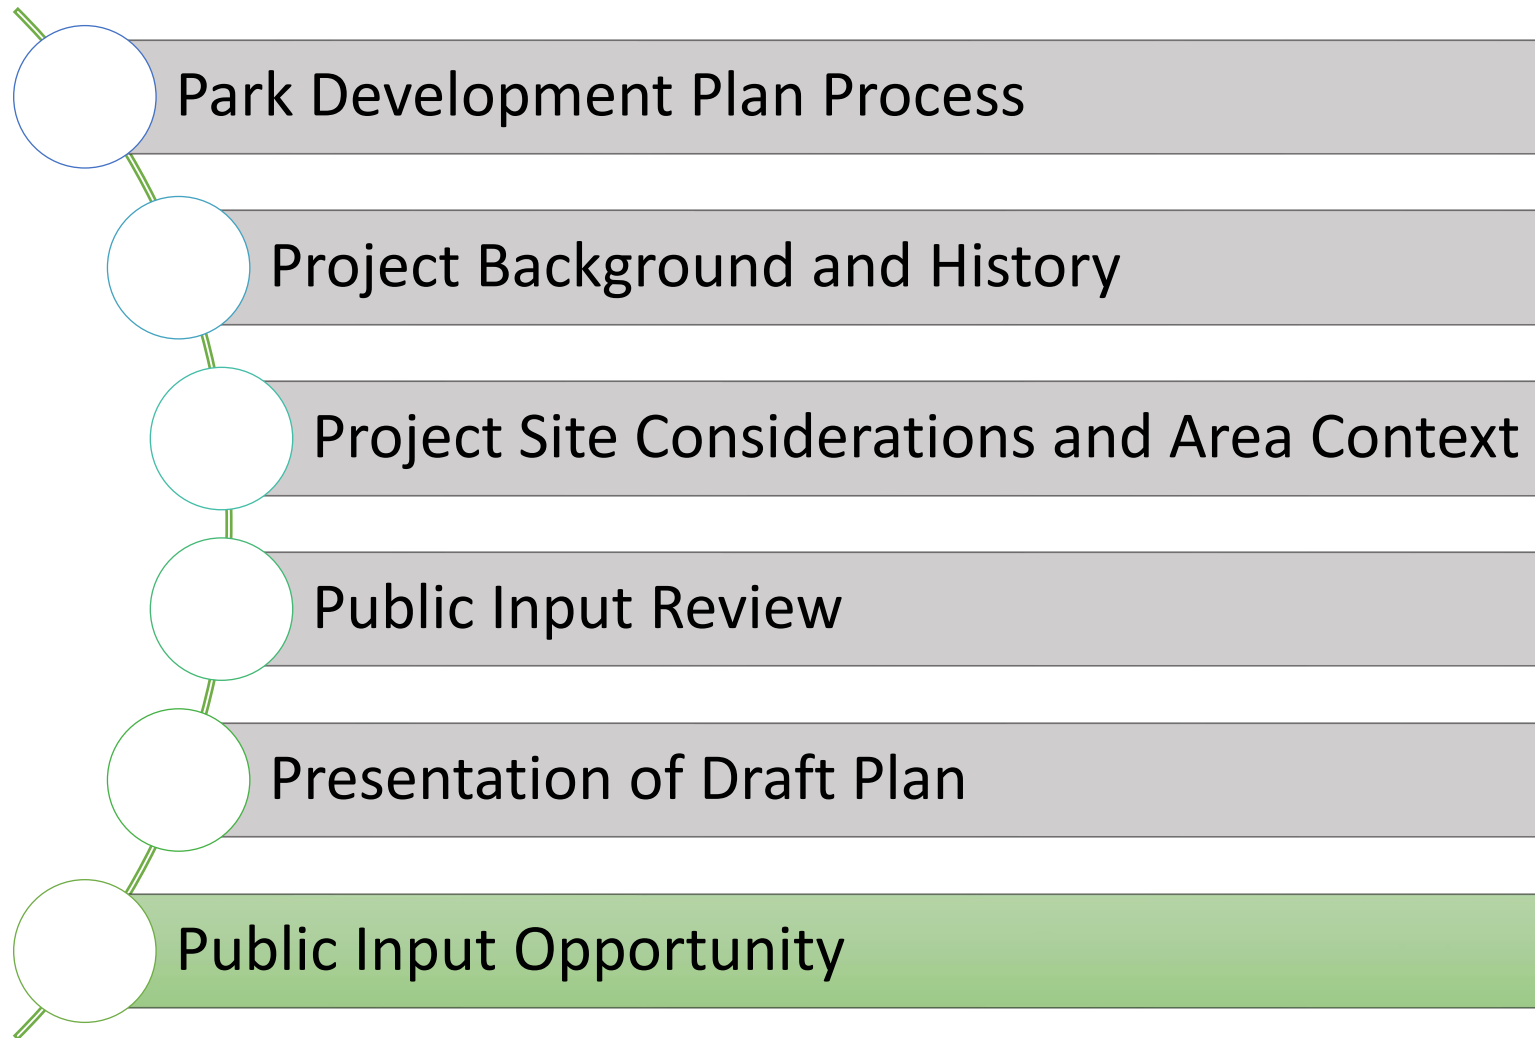 Park Development Plan Process
Project Background and History
Project Site Considerations and Area Context
Public Input Review
Presentation of Draft Plan
Public Input Opportunity